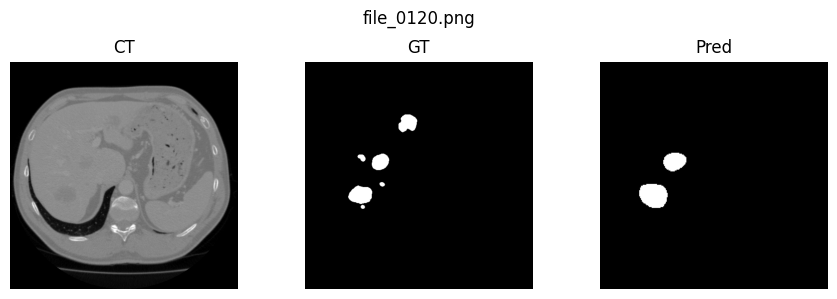 file_0120.png
CT
GT
Pred